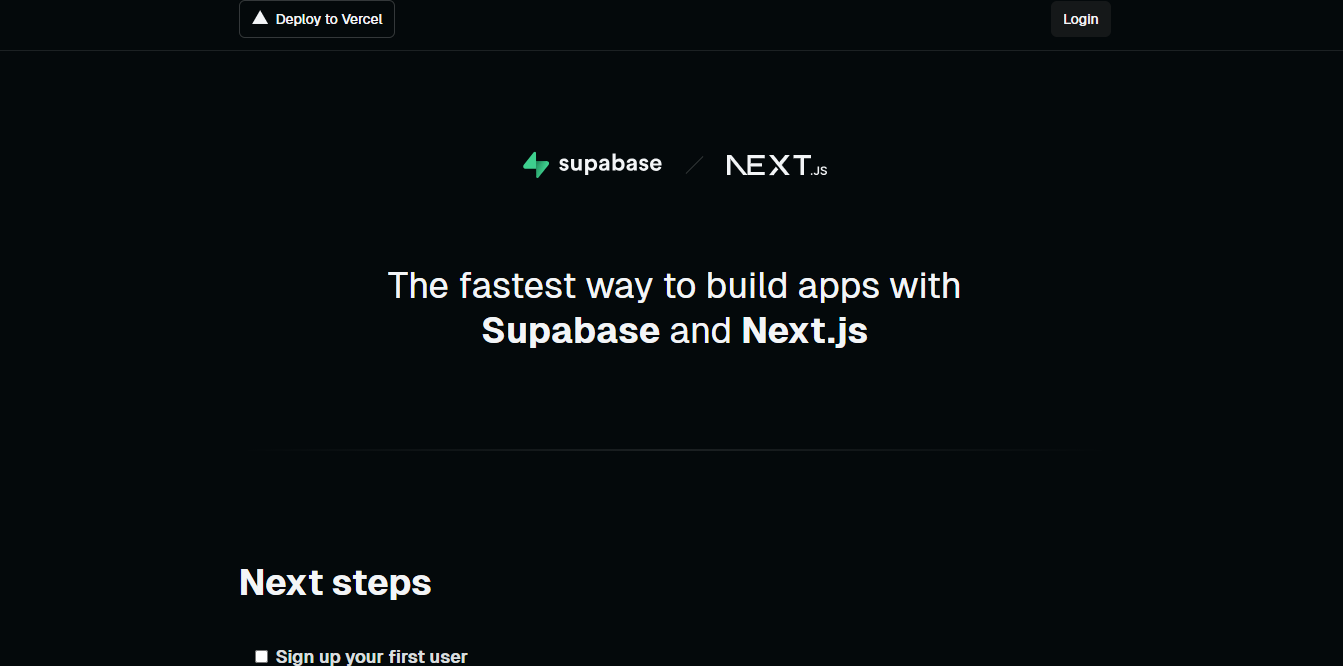 Deploy to Vercel
Login
supabase
NEXT.JS
The fastest way to build apps with
Supabase and Next.js
Next steps
Sign up your first user